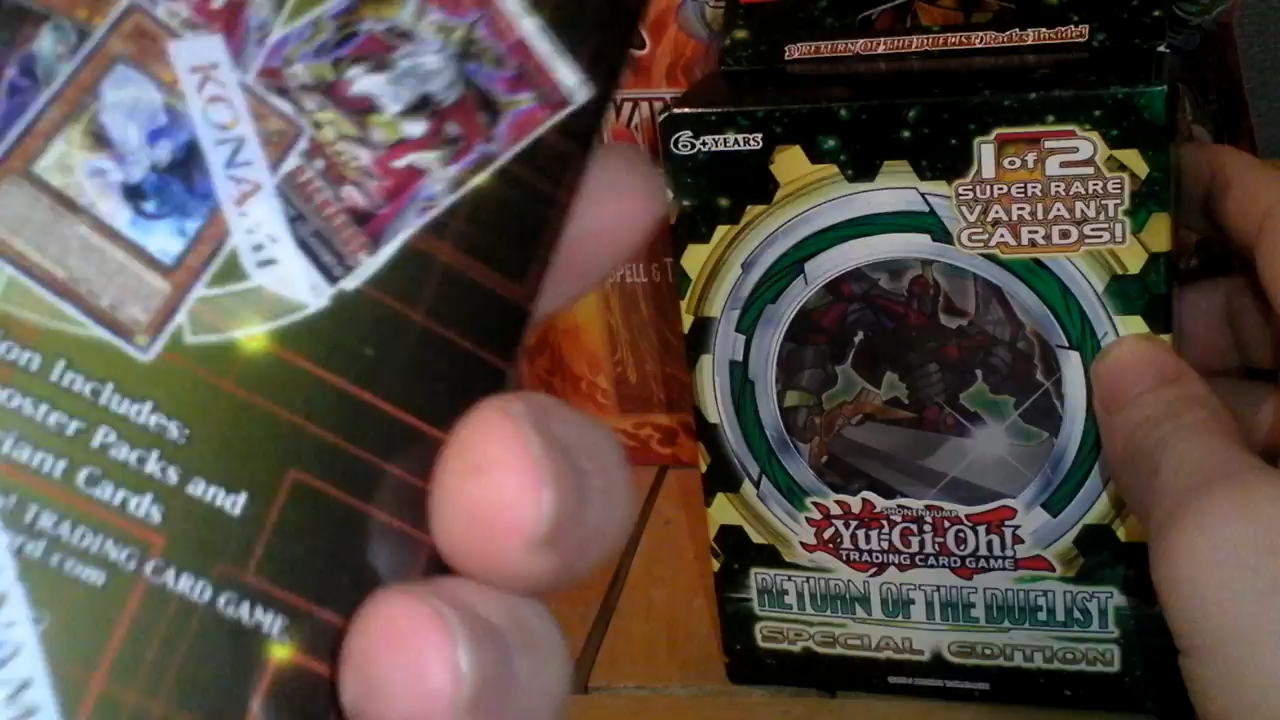 KONAMI
on Includes:
oster Packs and
riant Cards
TRADING CARD GAME
rd.com
SPELL & T
3 RETURN OF THE DUELIST Packs Inside!
6+YEARS
1 of 2
SUPER RARE
VARIANT
CARDS!
SHONEN JUMP
Yu-Gi-Oh!
TRADING CARD GAME
RETURN OF THE DUELIST
SPECIAL EDITION